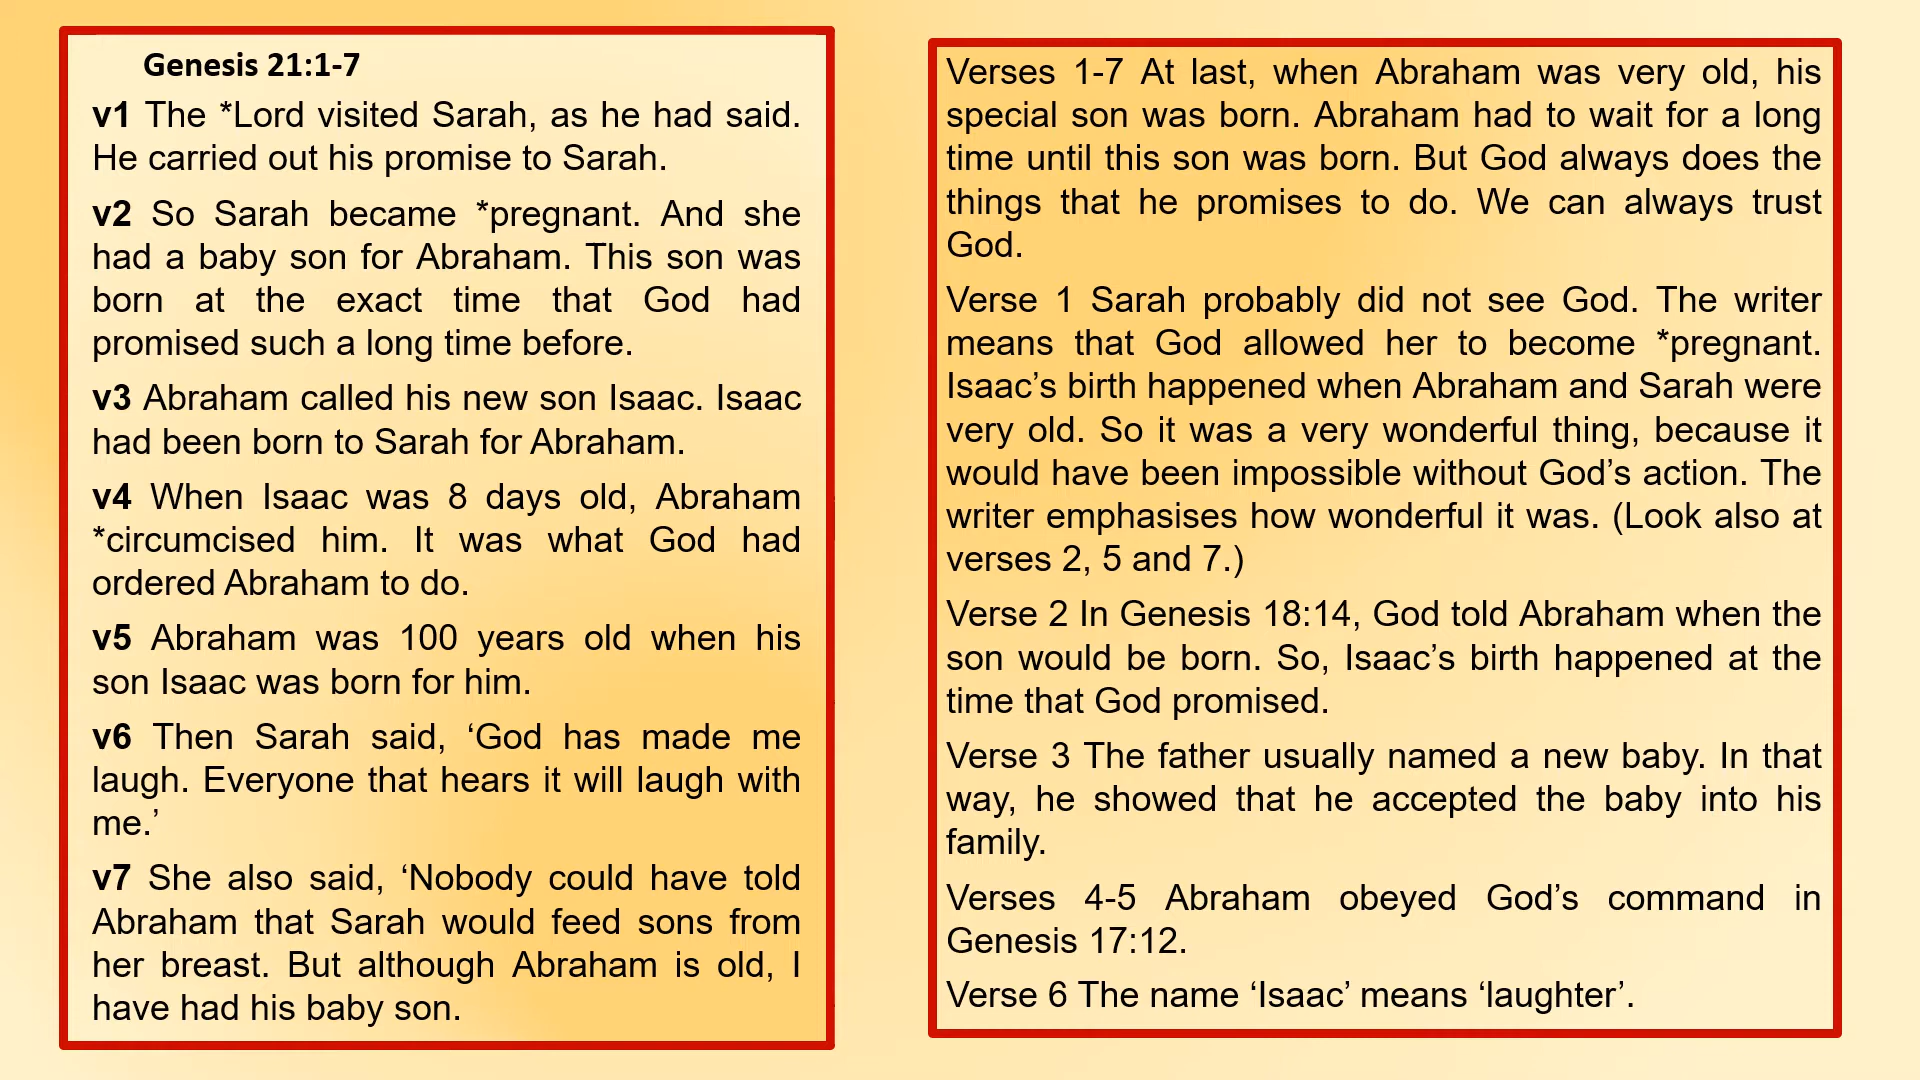 Genesis 21:1-7
v1 The *Lord visited Sarah, as he had said.
He carried out his promise to Sarah.
v2 So Sarah became *pregnant. And she
had a baby son for Abraham. This son was
born at the exact time that God had
promised such a long time before.
v3 Abraham called his new son Isaac. Isaac
had been born to Sarah for Abraham.
v4 When Isaac was 8 days old, Abraham
*circumcised him. It was what God had
ordered Abraham to do.
v5 Abraham was 100 years old when his
son Isaac was born for him.
v6 Then Sarah said, ‘God has made me
laugh. Everyone that hears it will laugh with
me.’
v7 She also said, ‘Nobody could have told
Abraham that Sarah would feed sons from
her breast. But although Abraham is old, I
have had his baby son.
Verses 1-7 At last, when Abraham was very old, his
special son was born. Abraham had to wait for a long
time until this son was born. But God always does the
things that he promises to do. We can always trust
God.
Verse 1 Sarah probably did not see God. The writer
means that God allowed her to become *pregnant.
Isaac’s birth happened when Abraham and Sarah were
very old. So it was a very wonderful thing, because it
would have been impossible without God’s action. The
writer emphasises how wonderful it was. (Look also at
verses 2, 5 and 7.)
Verse 2 In Genesis 18:14, God told Abraham when the
son would be born. So, Isaac’s birth happened at the
time that God promised.
Verse 3 The father usually named a new baby. In that
way, he showed that he accepted the baby into his
family.
Verses 4-5 Abraham obeyed God’s command in
Genesis 17:12.
Verse 6 The name ‘Isaac’ means ‘laughter’.